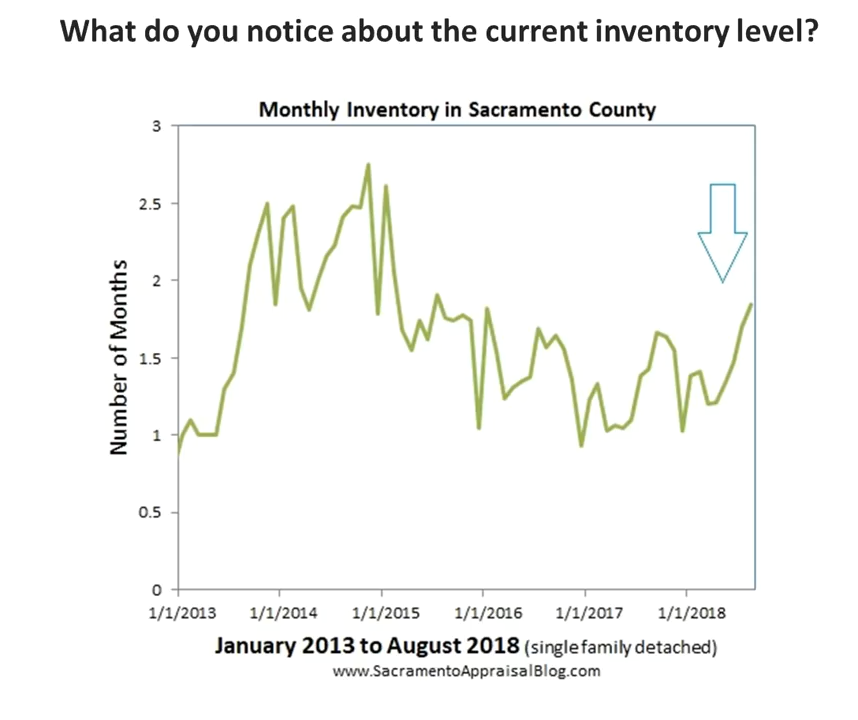 What do you notice about the current inventory level?
Monthly Inventory in Sacramento County
3
2.5
2
1.5
1
0.5
0
Number of Months
1/1/2013 1/1/2014 1/1/2015 1/1/2016 1/1/2017 1/1/2018
January 2013 to August 2018 (single family detached)
www.SacramentoAppraisalBlog.com